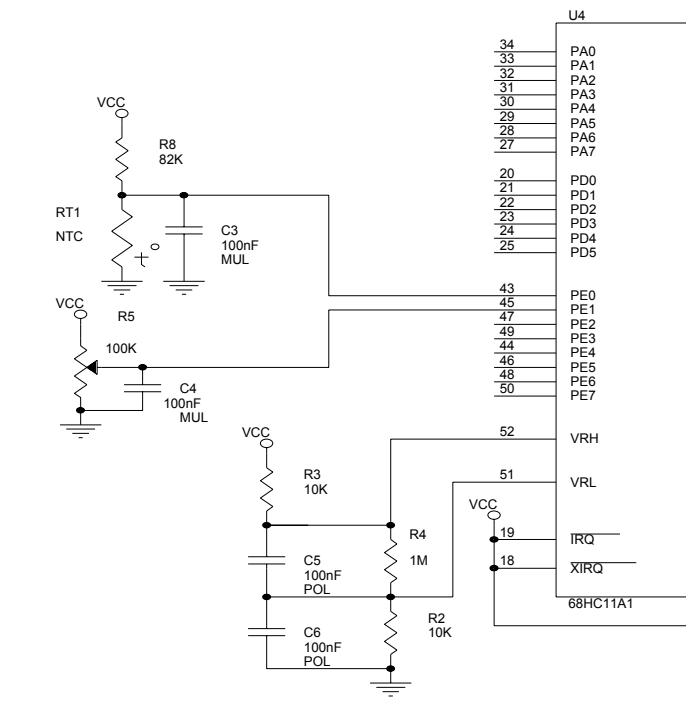 U4
34 PA0
33 PA1
32 PA2
31 PA3
30 PA4
29 PA5
28 PA6
27 PA7
20 PD0
21 PD1
22 PD2
23 PD3
24 PD4
25 PD5
43 PE0
45 PE1
47 PE2
49 PE3
44 PE4
46 PE5
48 PE6
50 PE7
52 VRH
51 VRL
VCC
19 IRQ
18 XIRQ
68HC11A1
VCC
R8
82K
RT1
NTC
t°
C3
100nF
MUL
VCC
R5
100K
C4
100nF
MUL
VCC
R3
10K
R4
1M
C5
100nF
POL
R2
10K
C6
100nF
POL